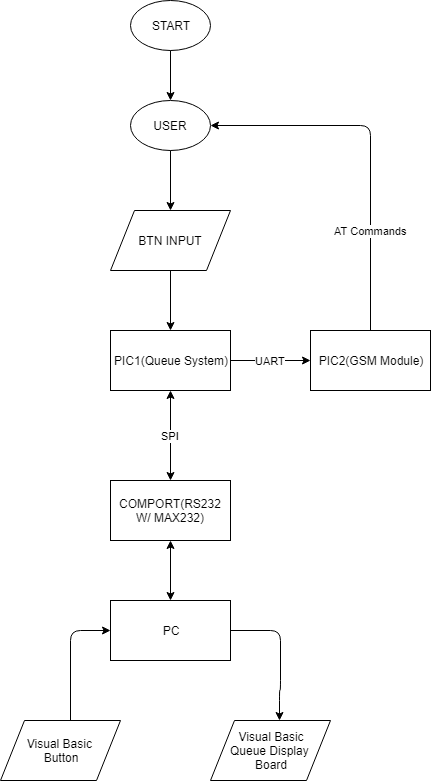 START
USER
BTN INPUT
AT Commands
PIC1(Queue System)
UART
PIC2(GSM Module)
SPI
COMPORT(RS232
W/ MAX232)
PC
Visual Basic
Button
Visual Basic
Queue Display
Board